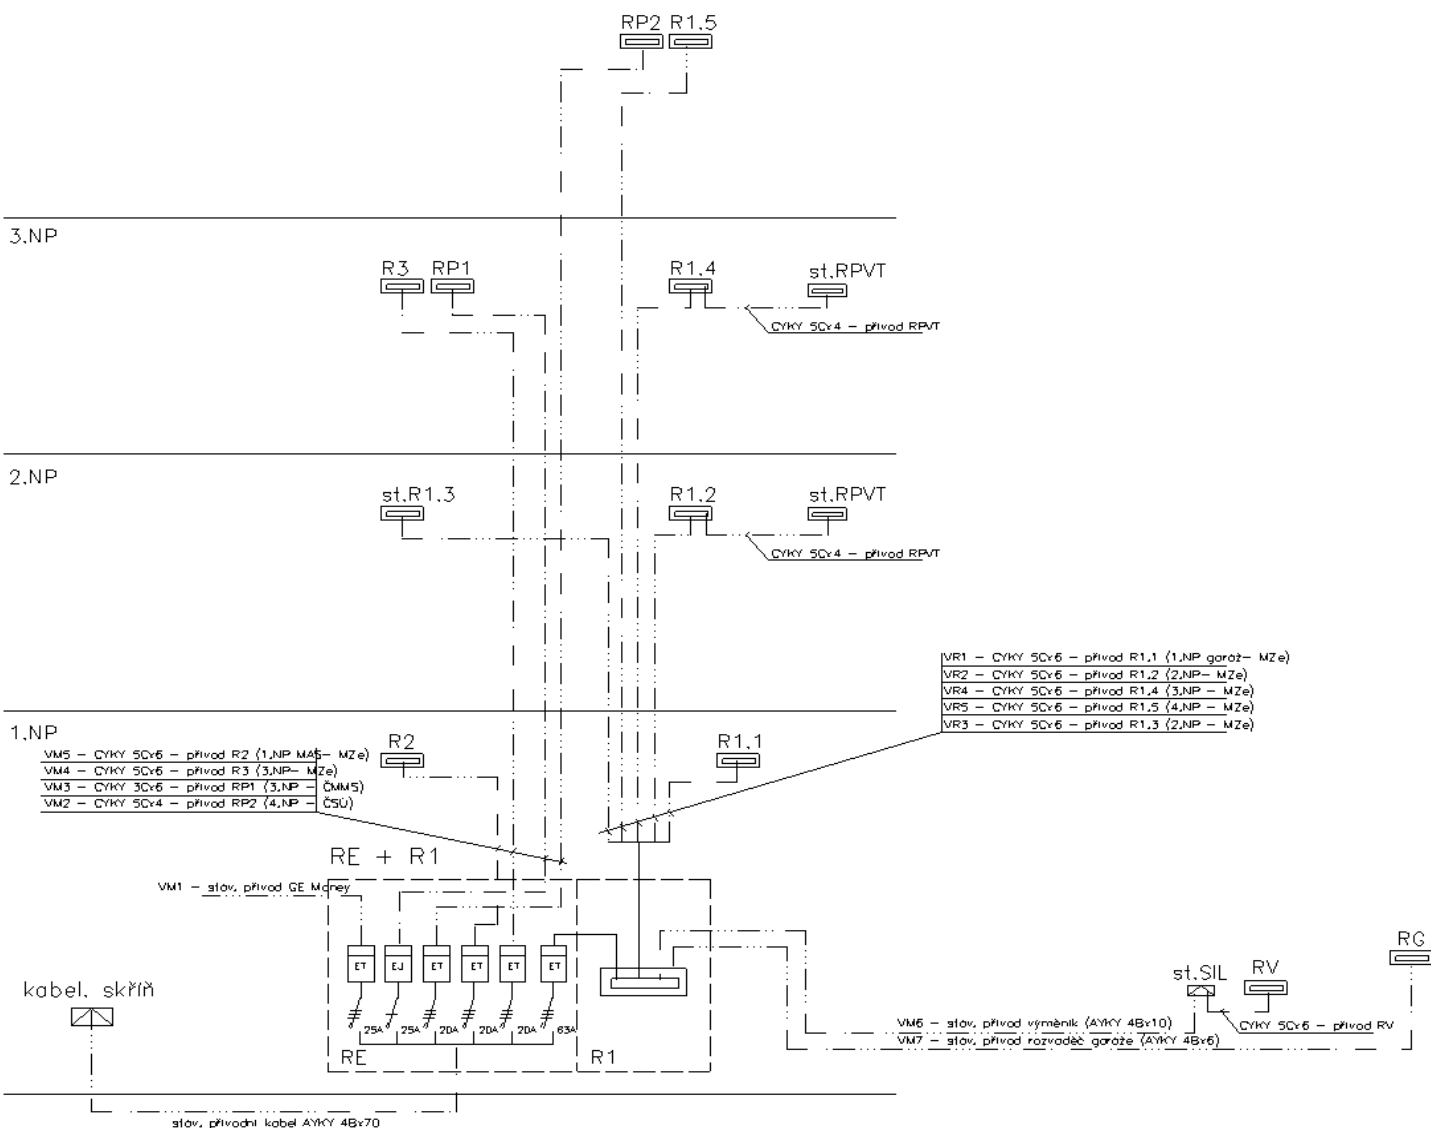 RP2 R1.5
3.NP
R3 RP1 R1.4 st.RPVT
CYKY 5Cx4 – přívod RPVT
2.NP
st.R1.3 R1.2 st.RPVT
CYKY 5Cx4 – přívod RPVT
VR1 – CYKY 5Cx6 – přívod R1.1 (1.NP garáž– MZe)
VR2 – CYKY 5Cx6 – přívod R1.2 (2.NP– MZe)
VR4 – CYKY 5Cx6 – přívod R1.4 (3.NP – MZe)
VR5 – CYKY 5Cx6 – přívod R1.5 (4.NP – MZe)
VR3 – CYKY 5Cx6 – přívod R1.3 (2.NP – MZe)
1.NP
R2 R1.1
VM5 – CYKY 5Cx6 – přívod R2 (1.NP MAS– MZe)
VM4 – CYKY 5Cx6 – přívod R3 (3.NP– MZe)
VM3 – CYKY 3Cx6 – přívod RP1 (3.NP – ČMMS)
VM2 – CYKY 5Cx4 – přívod RP2 (4.NP – ČSÚ)
RE + R1
VM1 – stáv. přívod GE Money
ET EJ ET ET ET ET
RG
st.SIL RV
kabel. skříň
25A 25A 20A 20A 20A 63A
VM6 – stáv. přívod výměník (AYKY 4Bx10)
CYKY 5Cx6 – přívod RV
VM7 – stáv. přívod rozvaděč garáže (AYKY 4Bx6)
RE R1
stáv. přívodní kabel AYKY 4Bx70